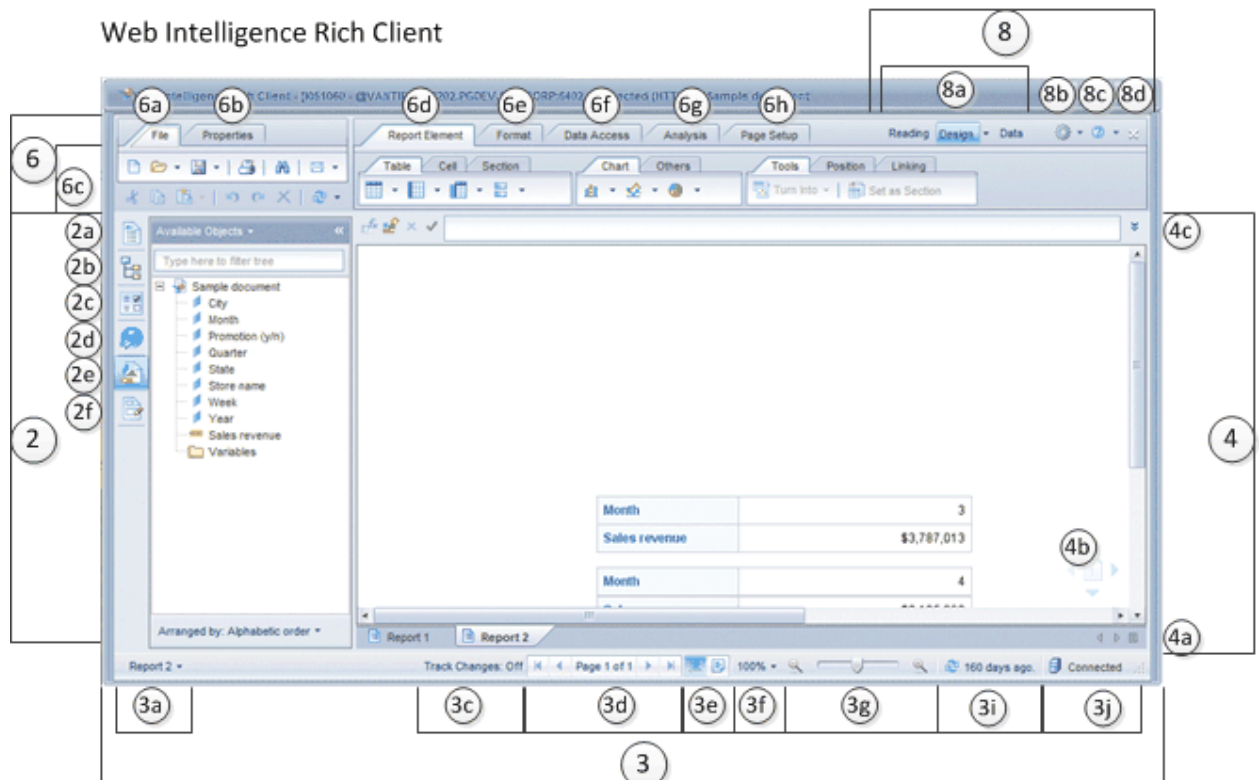 Web Intelligence Rich Client
8
8a
8b 8c 8d
6a 6b 6d 6e 6f 6g 6h
File Properties
Report Element Format Data Access Analysis Page Setup
Reading Design Data
6
6c
Table Cell Section
Chart Others
Tools Position Linking
Turn Into
Set as Section
2
2a
2b
2c
2d
2e
2f
Available Objects
Type here to filter tree
Sample document
City
Month
Promotion (y/n)
Quarter
State
Store name
Week
Year
Sales revenue
Variables
Arranged by: Alphabetic order
4c
4
Month 3
Sales revenue $3,787,013
4b
1
Month 4
Report 1 Report 2
4a
Report 2
Track Changes: Off
Page 1 of 1
100%
160 days ago.
Connected
3a 3c 3d 3e 3f 3g 3i 3j
3